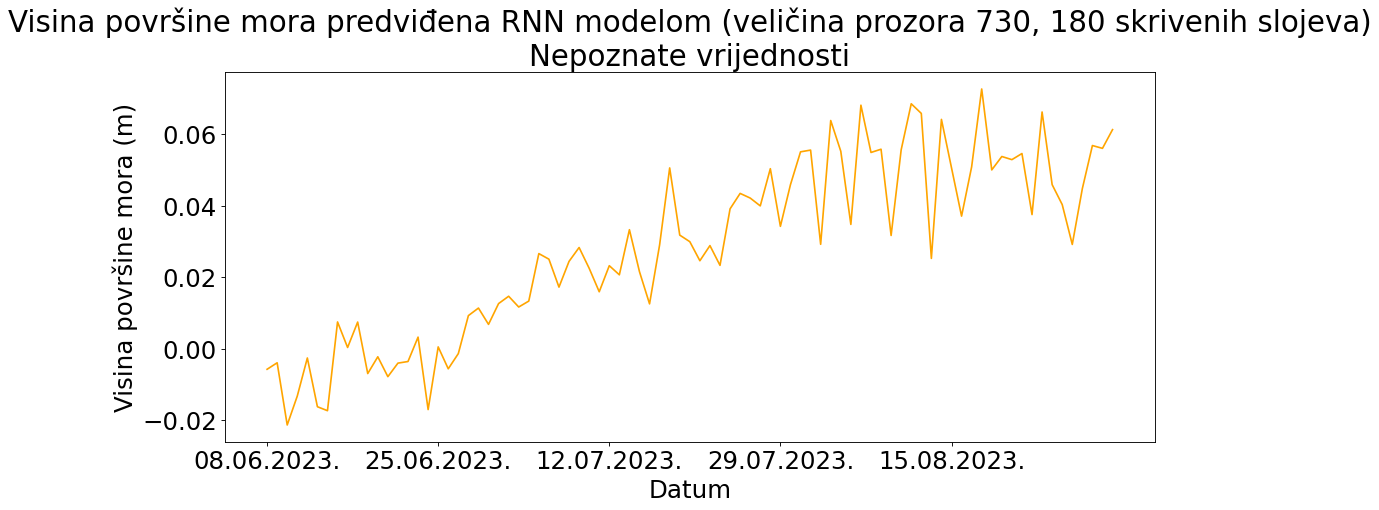 Visina površine mora predviđena RNN modelom (veličina prozora 730, 180 skrivenih slojeva)
Nepoznate vrijednosti
Visina površine mora (m)
0.06
0.04
0.02
0.00
−0.02
08.06.2023. 25.06.2023. 12.07.2023. 29.07.2023. 15.08.2023.
Datum